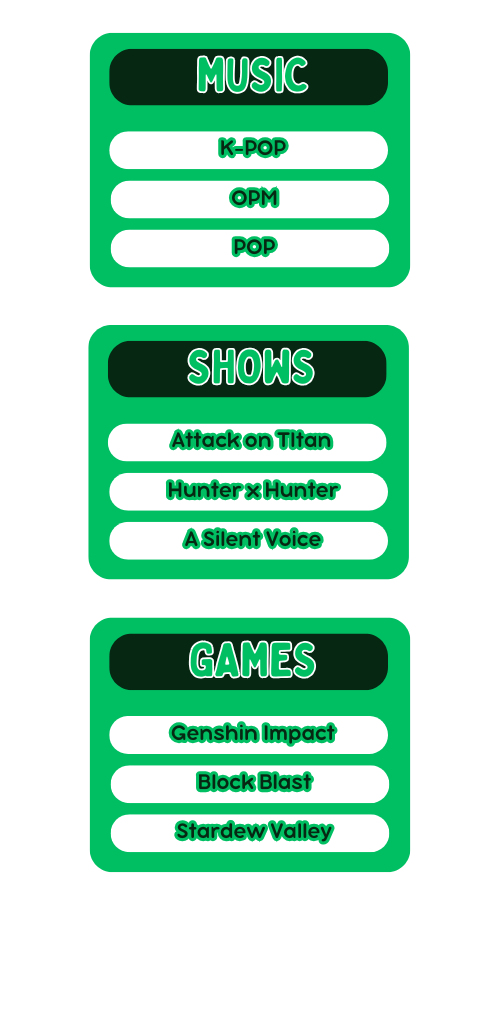 MUSIC
K-POP
OPM
POP
SHOWS
Attack on TItan
Hunter x Hunter
A Silent Voice
GAMES
Genshin Impact
Block Blast
Stardew Valley